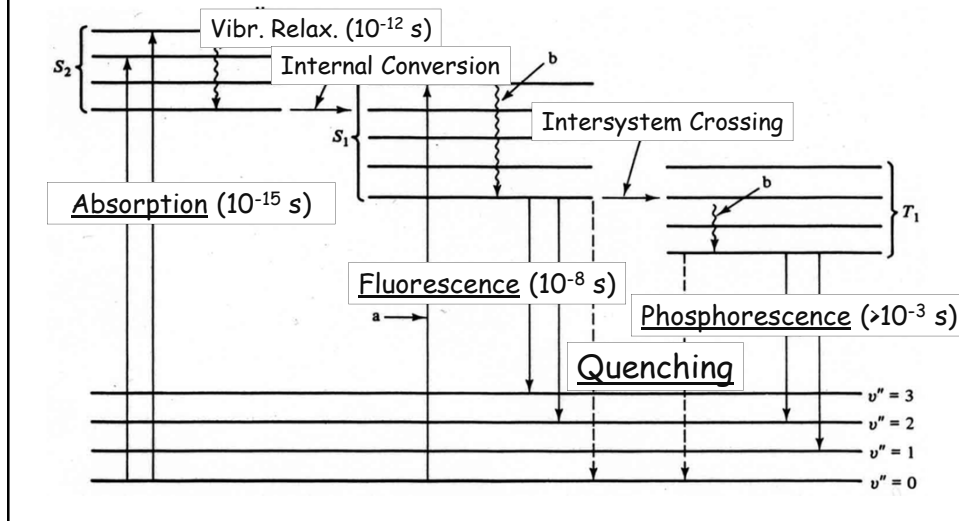 Vibr. Relax. (10⁻¹² s)
S₂
Internal Conversion
b
S₁
Intersystem Crossing
b
Absorption (10⁻¹⁵ s)
T₁
Fluorescence (10⁻⁸ s)
a
Phosphorescence (>10⁻³ s)
Quenching
υ″ = 3
υ″ = 2
υ″ = 1
υ″ = 0